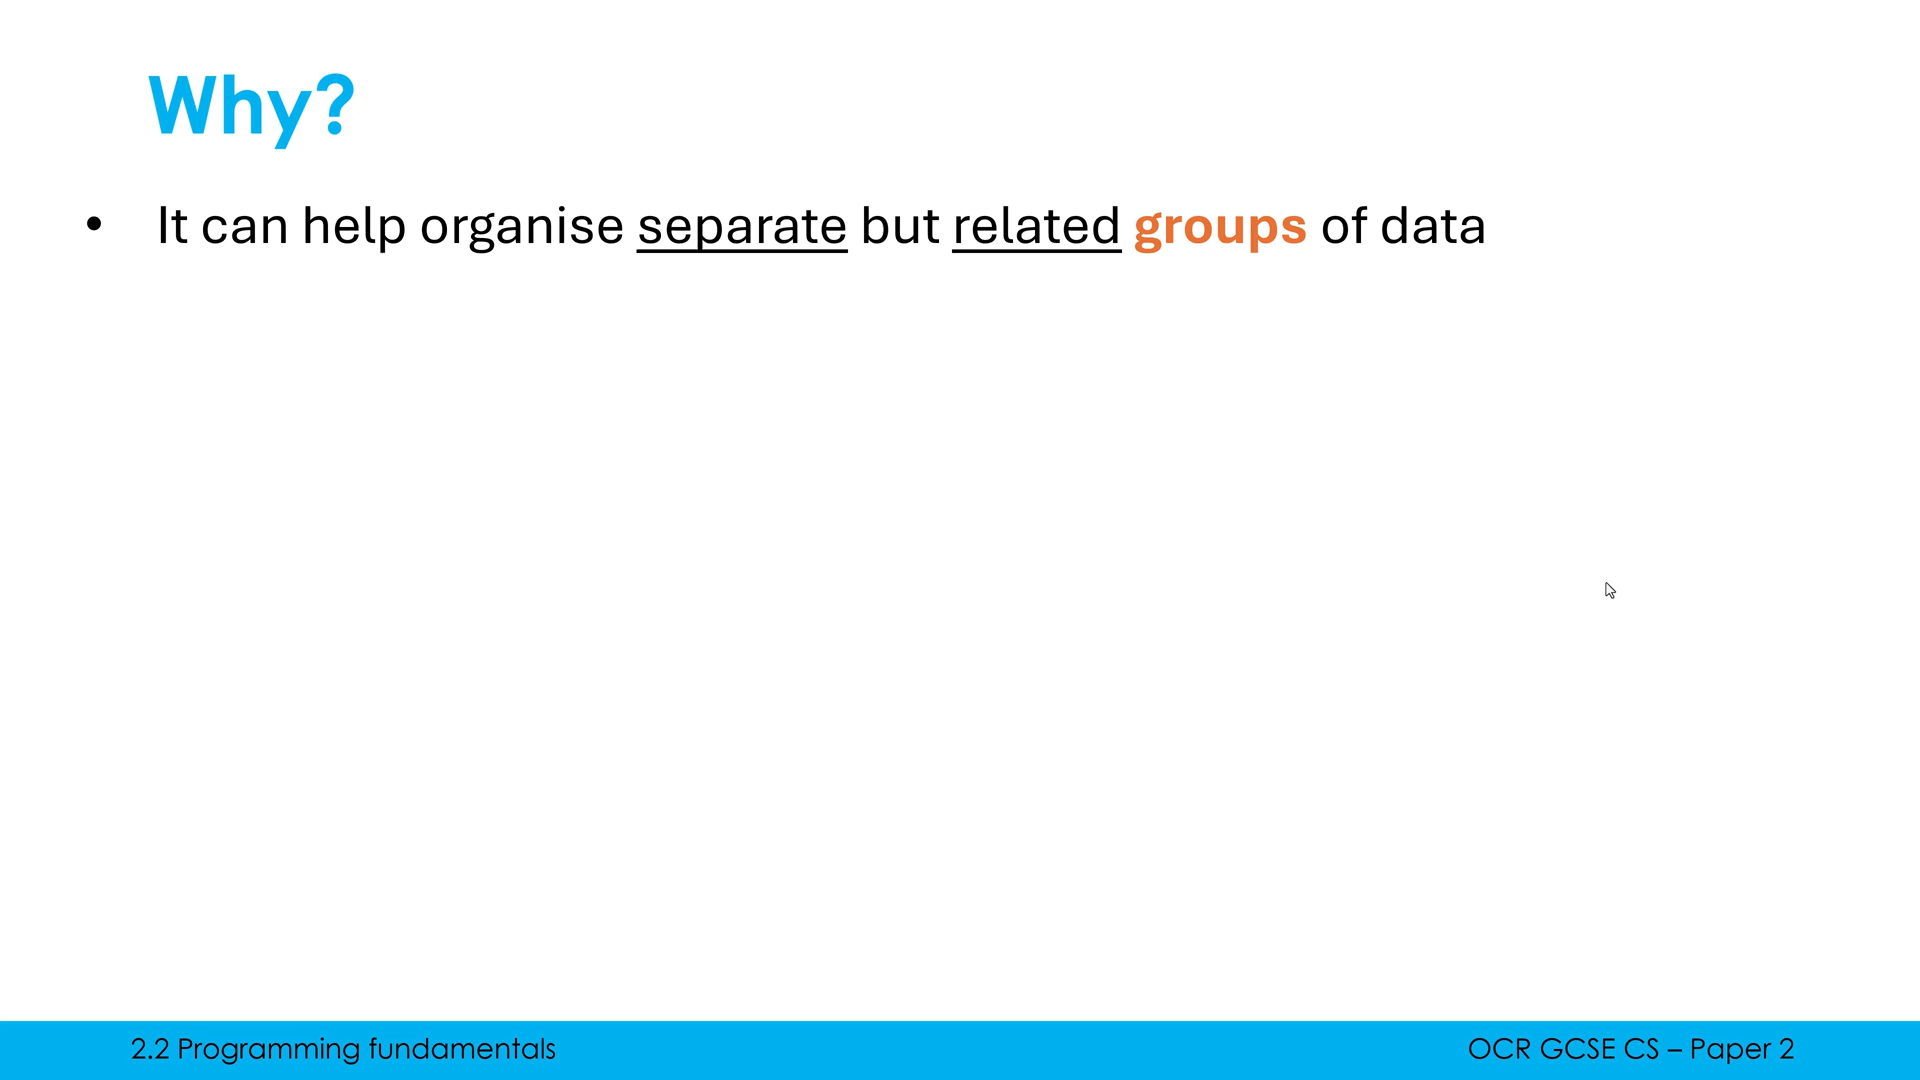 Why?
• It can help organise separate but related groups of data
2.2 Programming fundamentals
OCR GCSE CS – Paper 2